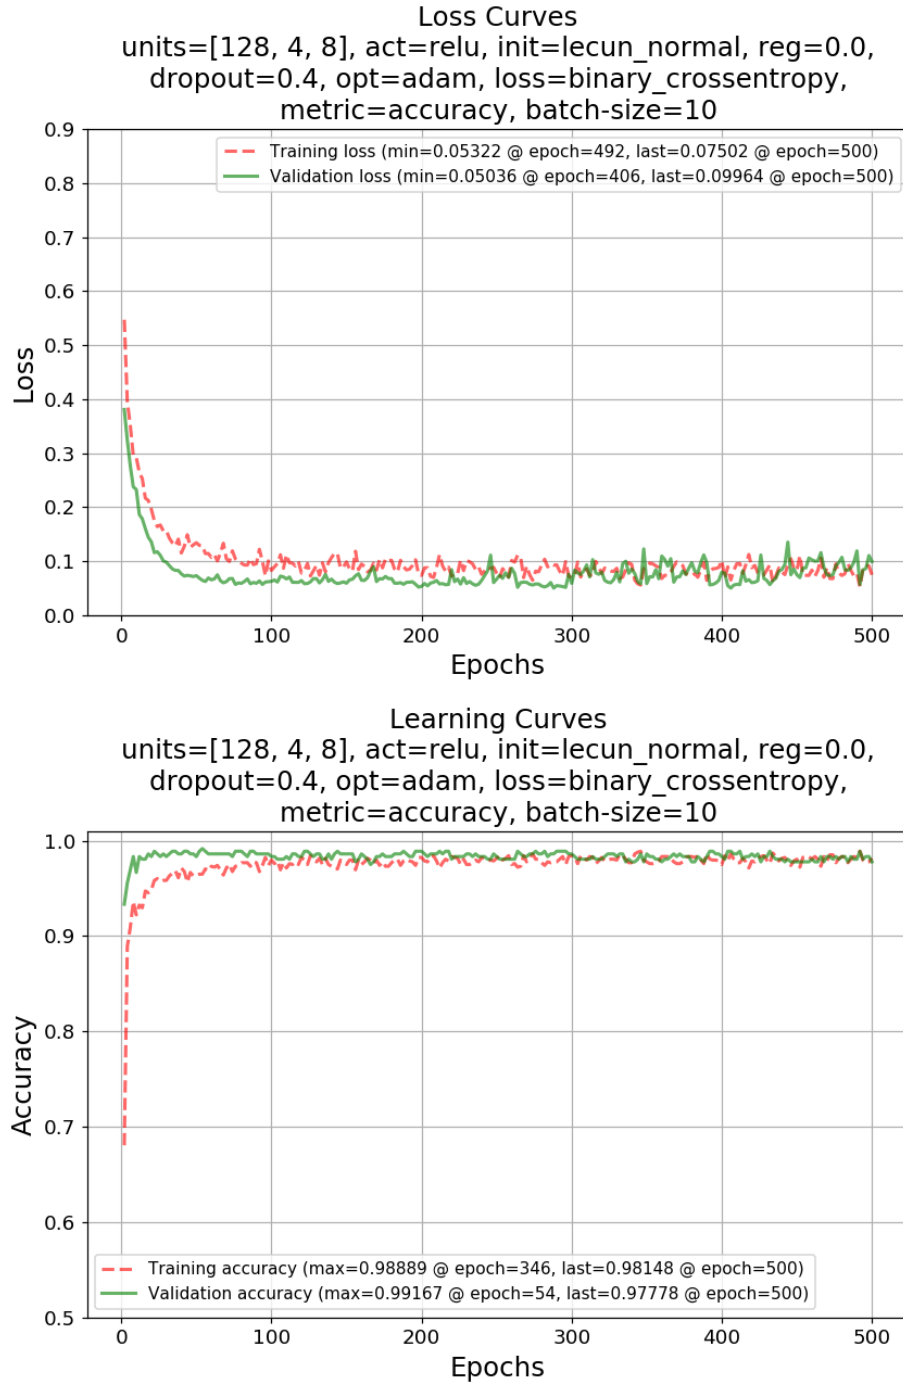 Loss Curves
units=[128, 4, 8], act=relu, init=lecun_normal, reg=0.0,
dropout=0.4, opt=adam, loss=binary_crossentropy,
metric=accuracy, batch-size=10
Training loss (min=0.05322 @ epoch=492, last=0.07502 @ epoch=500)
Validation loss (min=0.05036 @ epoch=406, last=0.09964 @ epoch=500)
0.9
0.8
0.7
0.6
0.5
0.4
0.3
0.2
0.1
0.0
Loss
0 100 200 300 400 500
Epochs
Learning Curves
units=[128, 4, 8], act=relu, init=lecun_normal, reg=0.0,
dropout=0.4, opt=adam, loss=binary_crossentropy,
metric=accuracy, batch-size=10
1.0
0.9
0.8
0.7
0.6
0.5
Accuracy
Training accuracy (max=0.98889 @ epoch=346, last=0.98148 @ epoch=500)
Validation accuracy (max=0.99167 @ epoch=54, last=0.97778 @ epoch=500)
0 100 200 300 400 500
Epochs